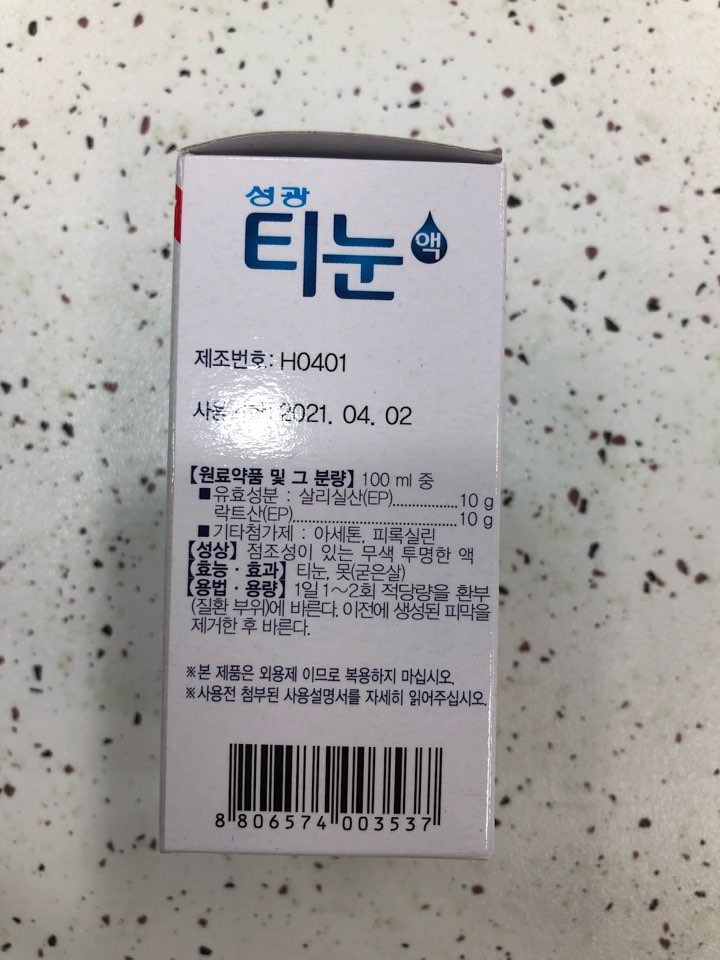 성광
티눈액
제조번호: H0401
사용 2021. 04. 02
【원료약품 및 그 분량】 100 ml 중
■유효성분 : 살리실산(EP)....................10 g
락트산(EP)....................................10 g
■기타첨가제 : 아세톤, 피록실린
【성상】 점조성이 있는 무색 투명한 액
【효능·효과】 티눈, 못(굳은살)
【용법·용량】 1일 1~2회 적당량을 환부
(질환 부위)에 바른다. 이전에 생성된 피막을
제거한 후 바른다.
※본 제품은 외용제 이므로 복용하지 마십시오.
※사용전 첨부된 사용설명서를 자세히 읽어주십시오.
8 806574 003537